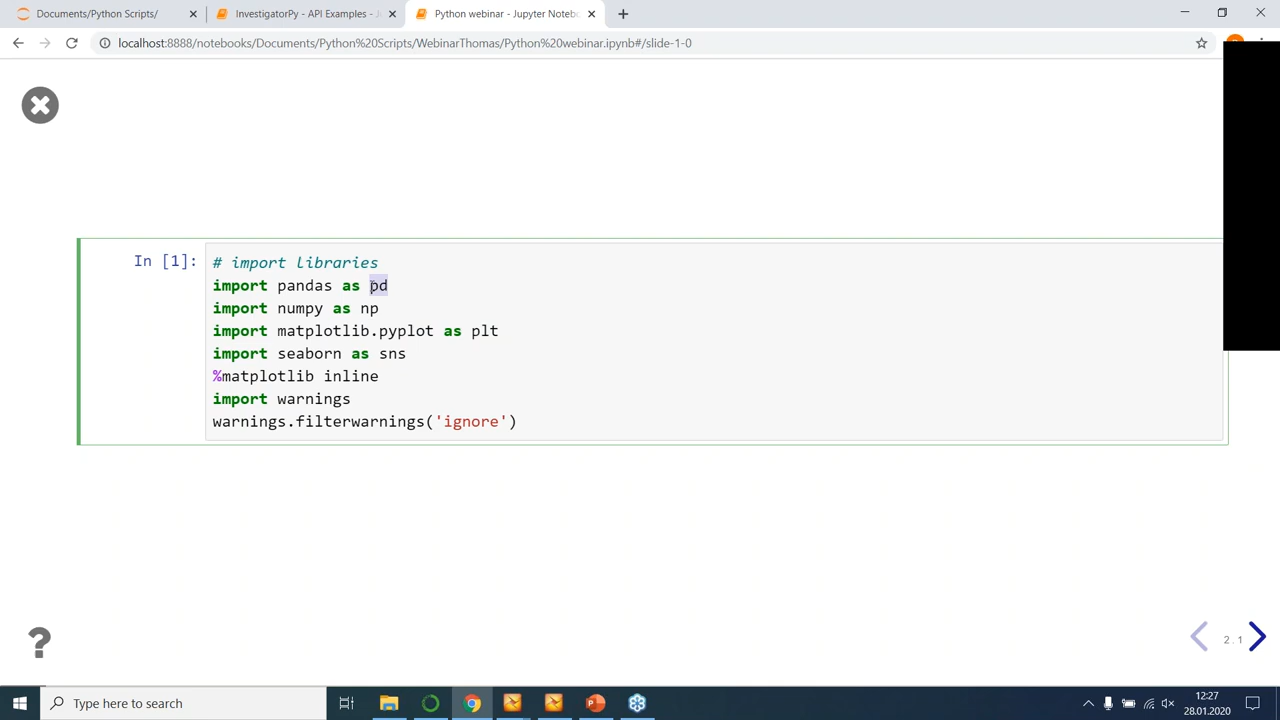 Documents/Python Scripts/
InvestigatorPy - API Examples - J
Python webinar - Jupyter Notebo
localhost:8888/notebooks/Documents/Python%20Scripts/WebinarThomas/Python%20webinar.ipynb#/slide-1-0
In [1]:
# import libraries
import pandas as pd
import numpy as np
import matplotlib.pyplot as plt
import seaborn as sns
%matplotlib inline
import warnings
warnings.filterwarnings('ignore')
?
2.1
Type here to search
12:27
28.01.2020